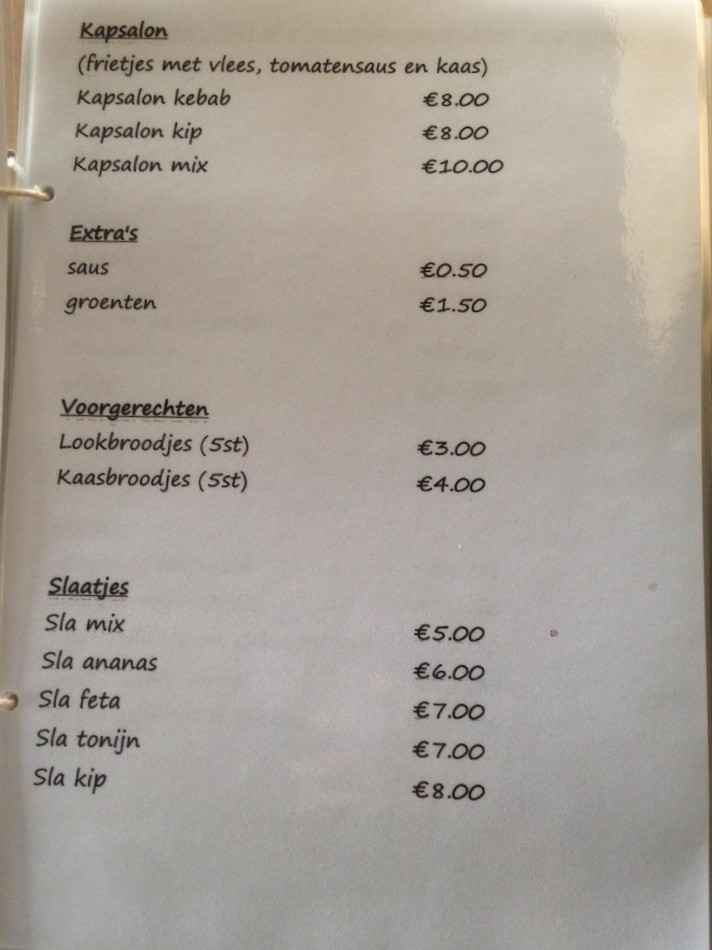 Kapsalon
(frietjes met vlees, tomatensaus en kaas)
Kapsalon kebab €8.00
Kapsalon kip €8.00
Kapsalon mix €10.00
Extra's
saus €0.50
groenten €1.50
Voorgerechten
Lookbroodjes (5st) €3.00
Kaasbroodjes (5st) €4.00
Slaatjes
Sla mix €5.00
Sla ananas €6.00
Sla feta €7.00
Sla tonijn €7.00
Sla kip €8.00